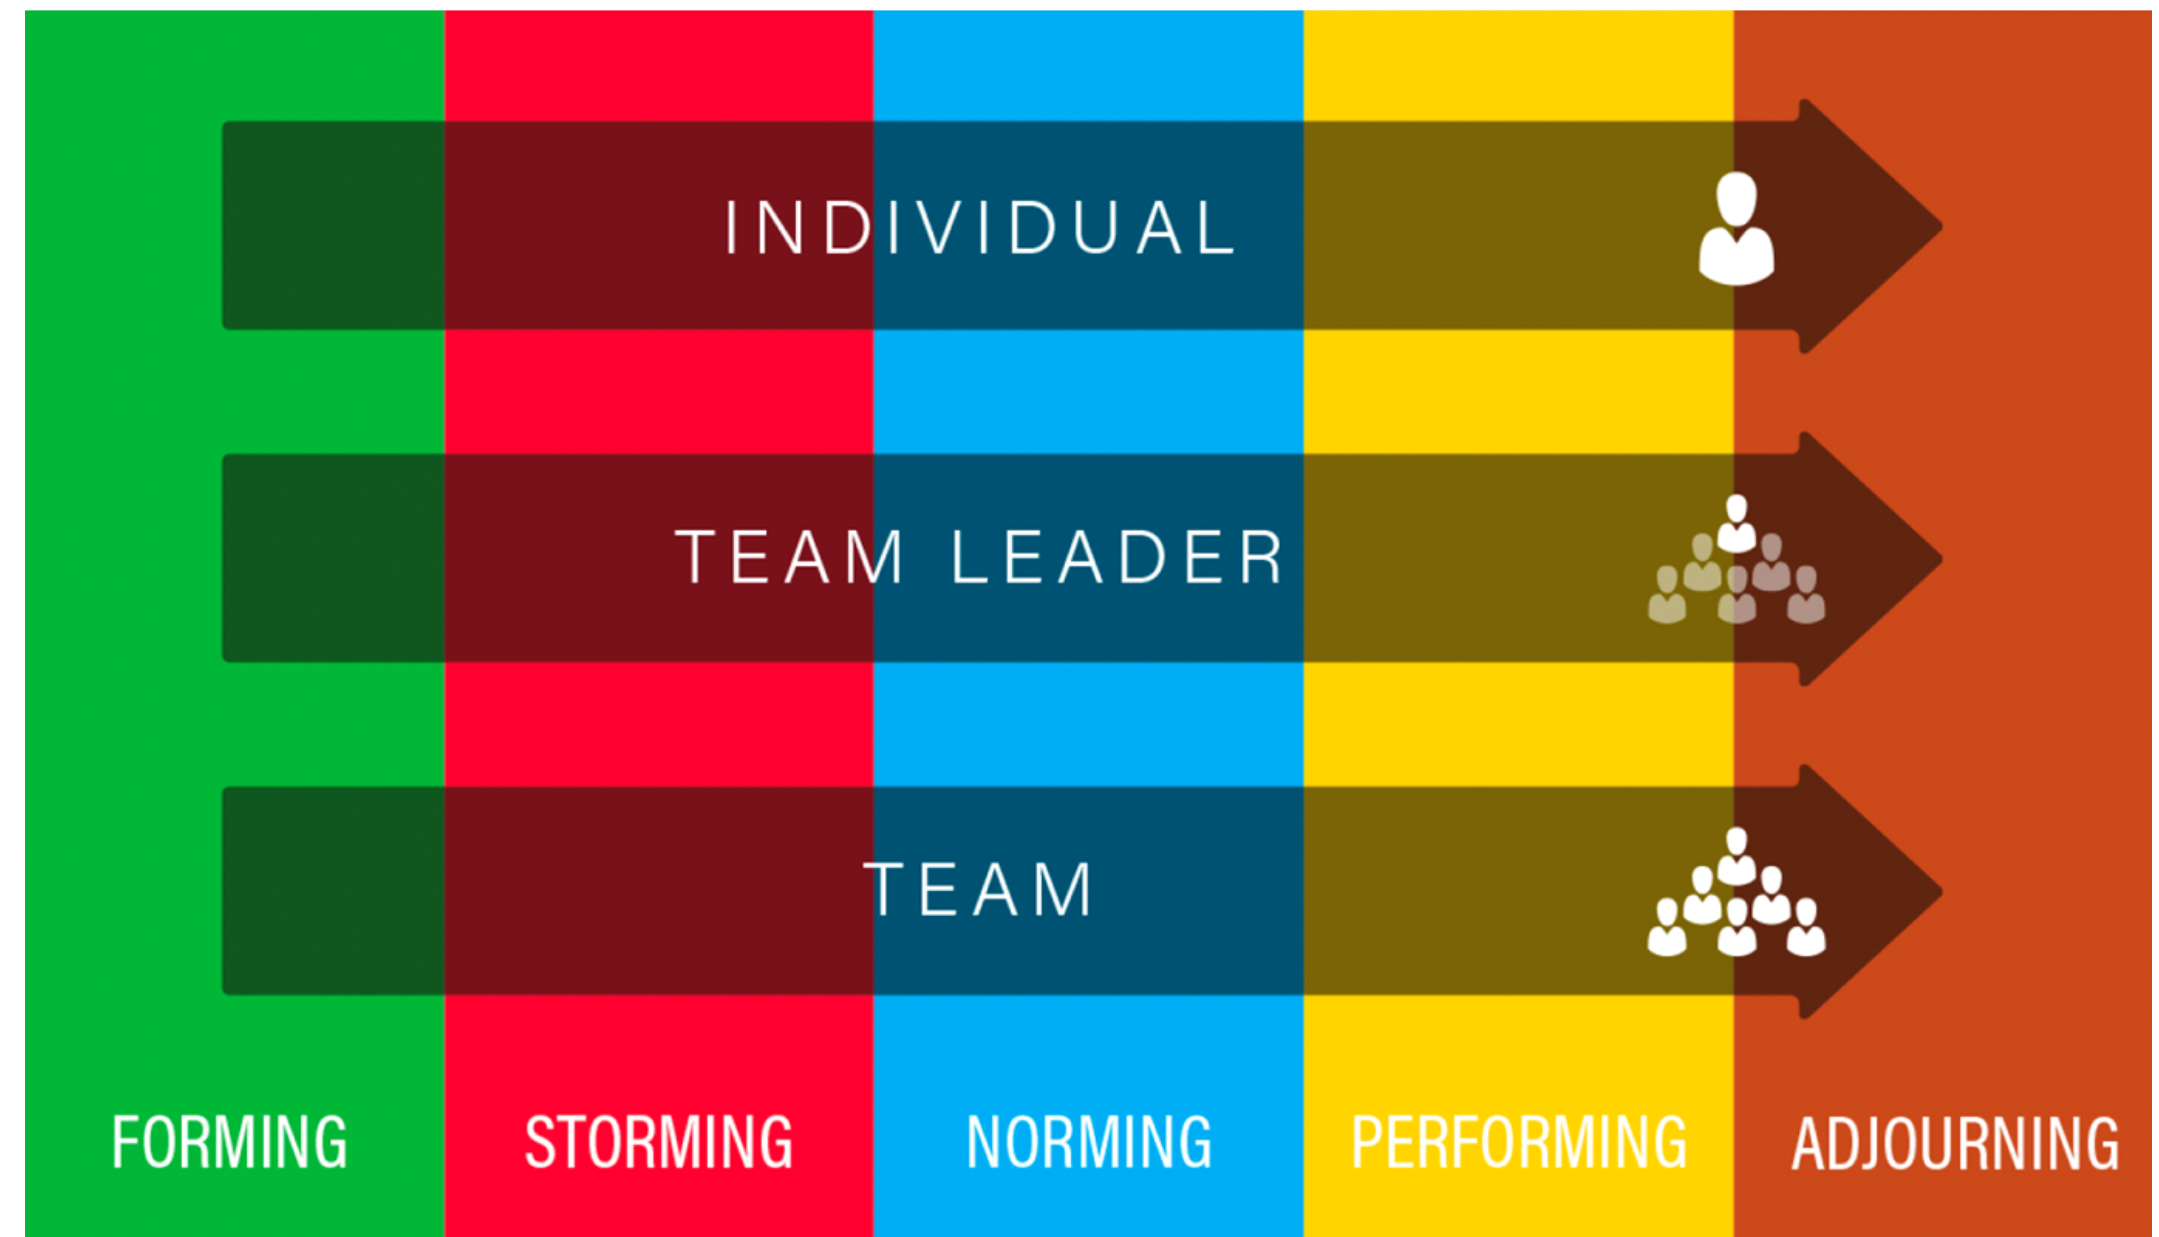 INDIVIDUAL
TEAM LEADER
TEAM
FORMING
STORMING
NORMING
PERFORMING
ADJOURNING